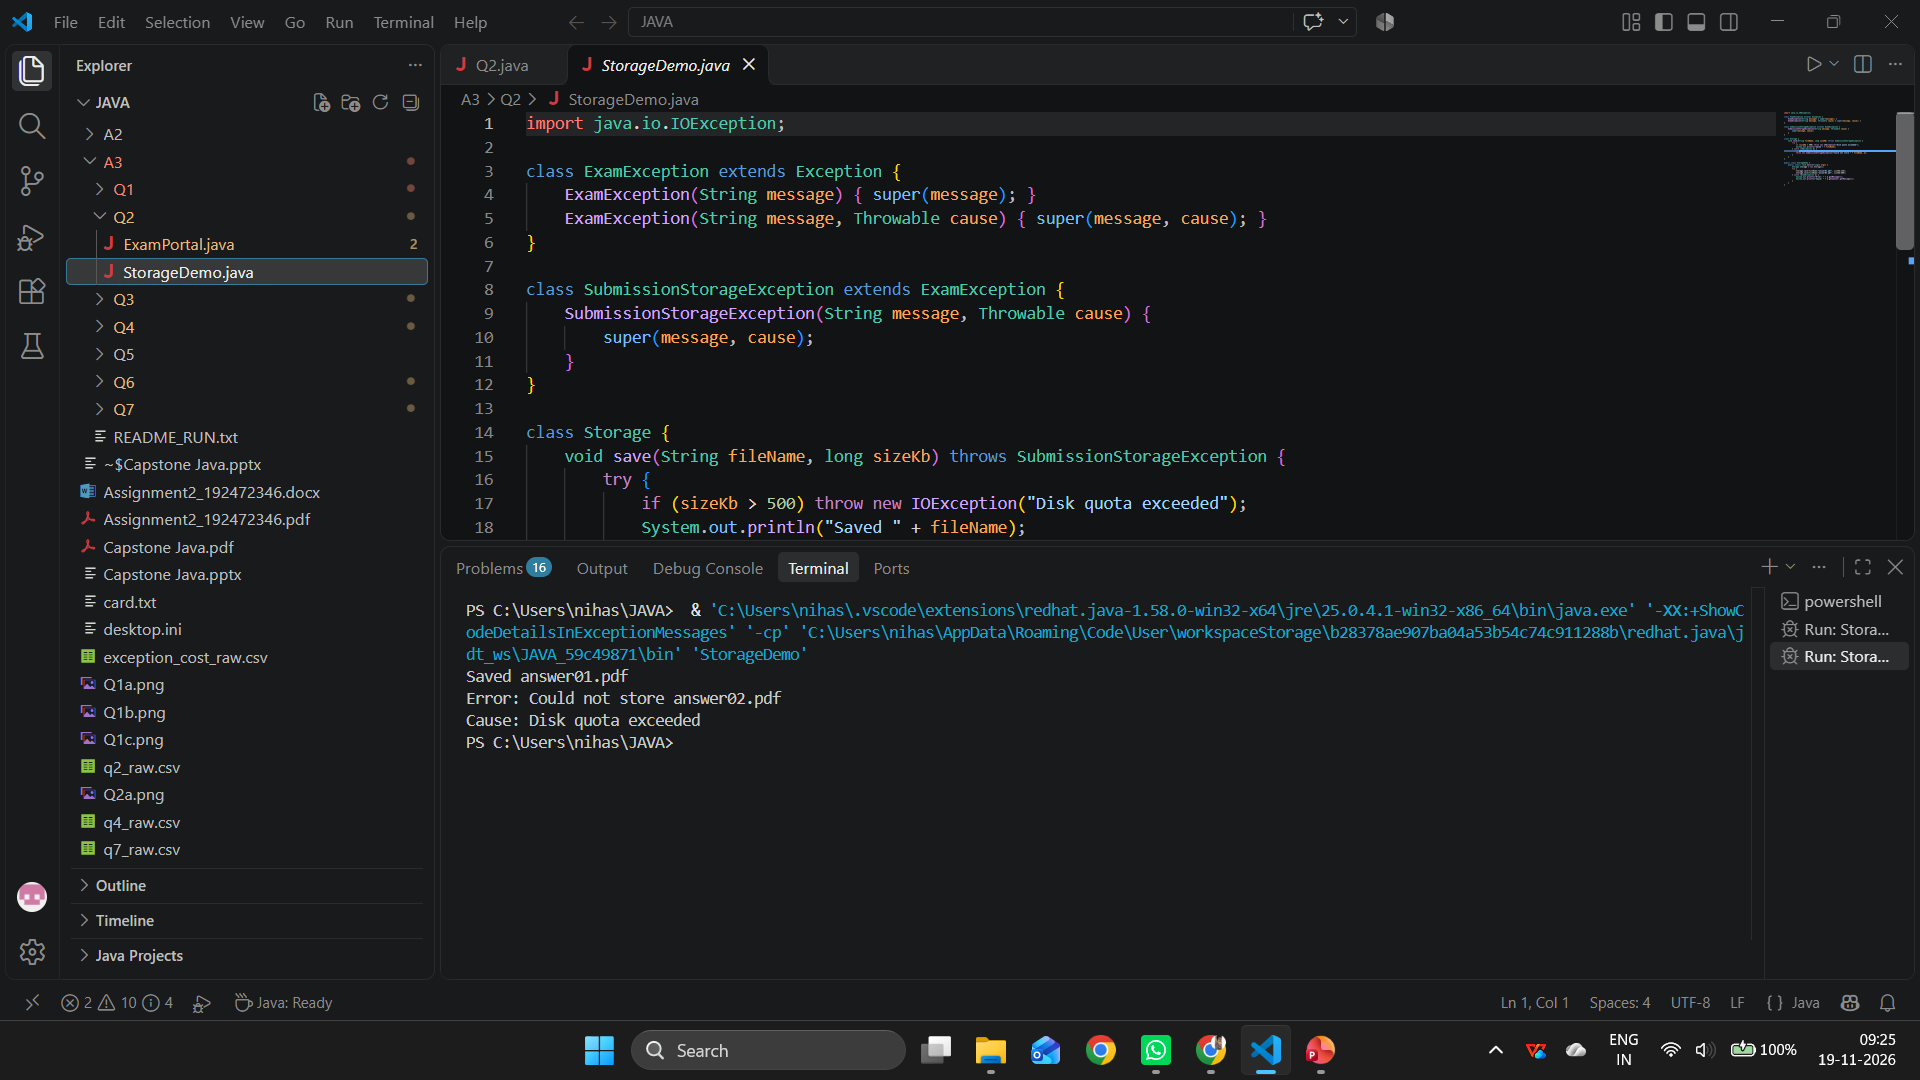 File Edit Selection View Go Run Terminal Help
JAVA
Explorer
JAVA
A2
A3
Q1
Q2
ExamPortal.java 2
StorageDemo.java
Q3
Q4
Q5
Q6
Q7
README_RUN.txt
~$Capstone Java.pptx
Assignment2_192472346.docx
Assignment2_192472346.pdf
Capstone Java.pdf
Capstone Java.pptx
card.txt
desktop.ini
exception_cost_raw.csv
Q1a.png
Q1b.png
Q1c.png
q2_raw.csv
Q2a.png
q4_raw.csv
q7_raw.csv
Outline
Timeline
Java Projects
Q2.java
StorageDemo.java
A3 > Q2 > StorageDemo.java
1 import java.io.IOException;
2
3 class ExamException extends Exception {
4 ExamException(String message) { super(message); }
5 ExamException(String message, Throwable cause) { super(message, cause); }
6 }
7
8 class SubmissionStorageException extends ExamException {
9 SubmissionStorageException(String message, Throwable cause) {
10 super(message, cause);
11 }
12 }
13
14 class Storage {
15 void save(String fileName, long sizeKb) throws SubmissionStorageException {
16 try {
17 if (sizeKb > 500) throw new IOException("Disk quota exceeded");
18 System.out.println("Saved " + fileName);
Problems 16 Output Debug Console Terminal Ports
PS C:\Users\nihas\JAVA> & 'C:\Users\nihas\.vscode\extensions\redhat.java-1.58.0-win32-x64\jre\25.0.4.1-win32-x86_64\bin\java.exe' '-XX:+ShowC
odeDetailsInExceptionMessages' '-cp' 'C:\Users\nihas\AppData\Roaming\Code\User\workspaceStorage\b28378ae907ba04a53b54c74c911288b\redhat.java\j
dt_ws\JAVA_59c49871\bin' 'StorageDemo'
Saved answer01.pdf
Error: Could not store answer02.pdf
Cause: Disk quota exceeded
PS C:\Users\nihas\JAVA>
powershell
Run: Stora...
Run: Stora...
2 10 4 Java: Ready
Ln 1, Col 1 Spaces: 4 UTF-8 LF { } Java
Search
ENG
IN
100%
09:25
19-11-2026